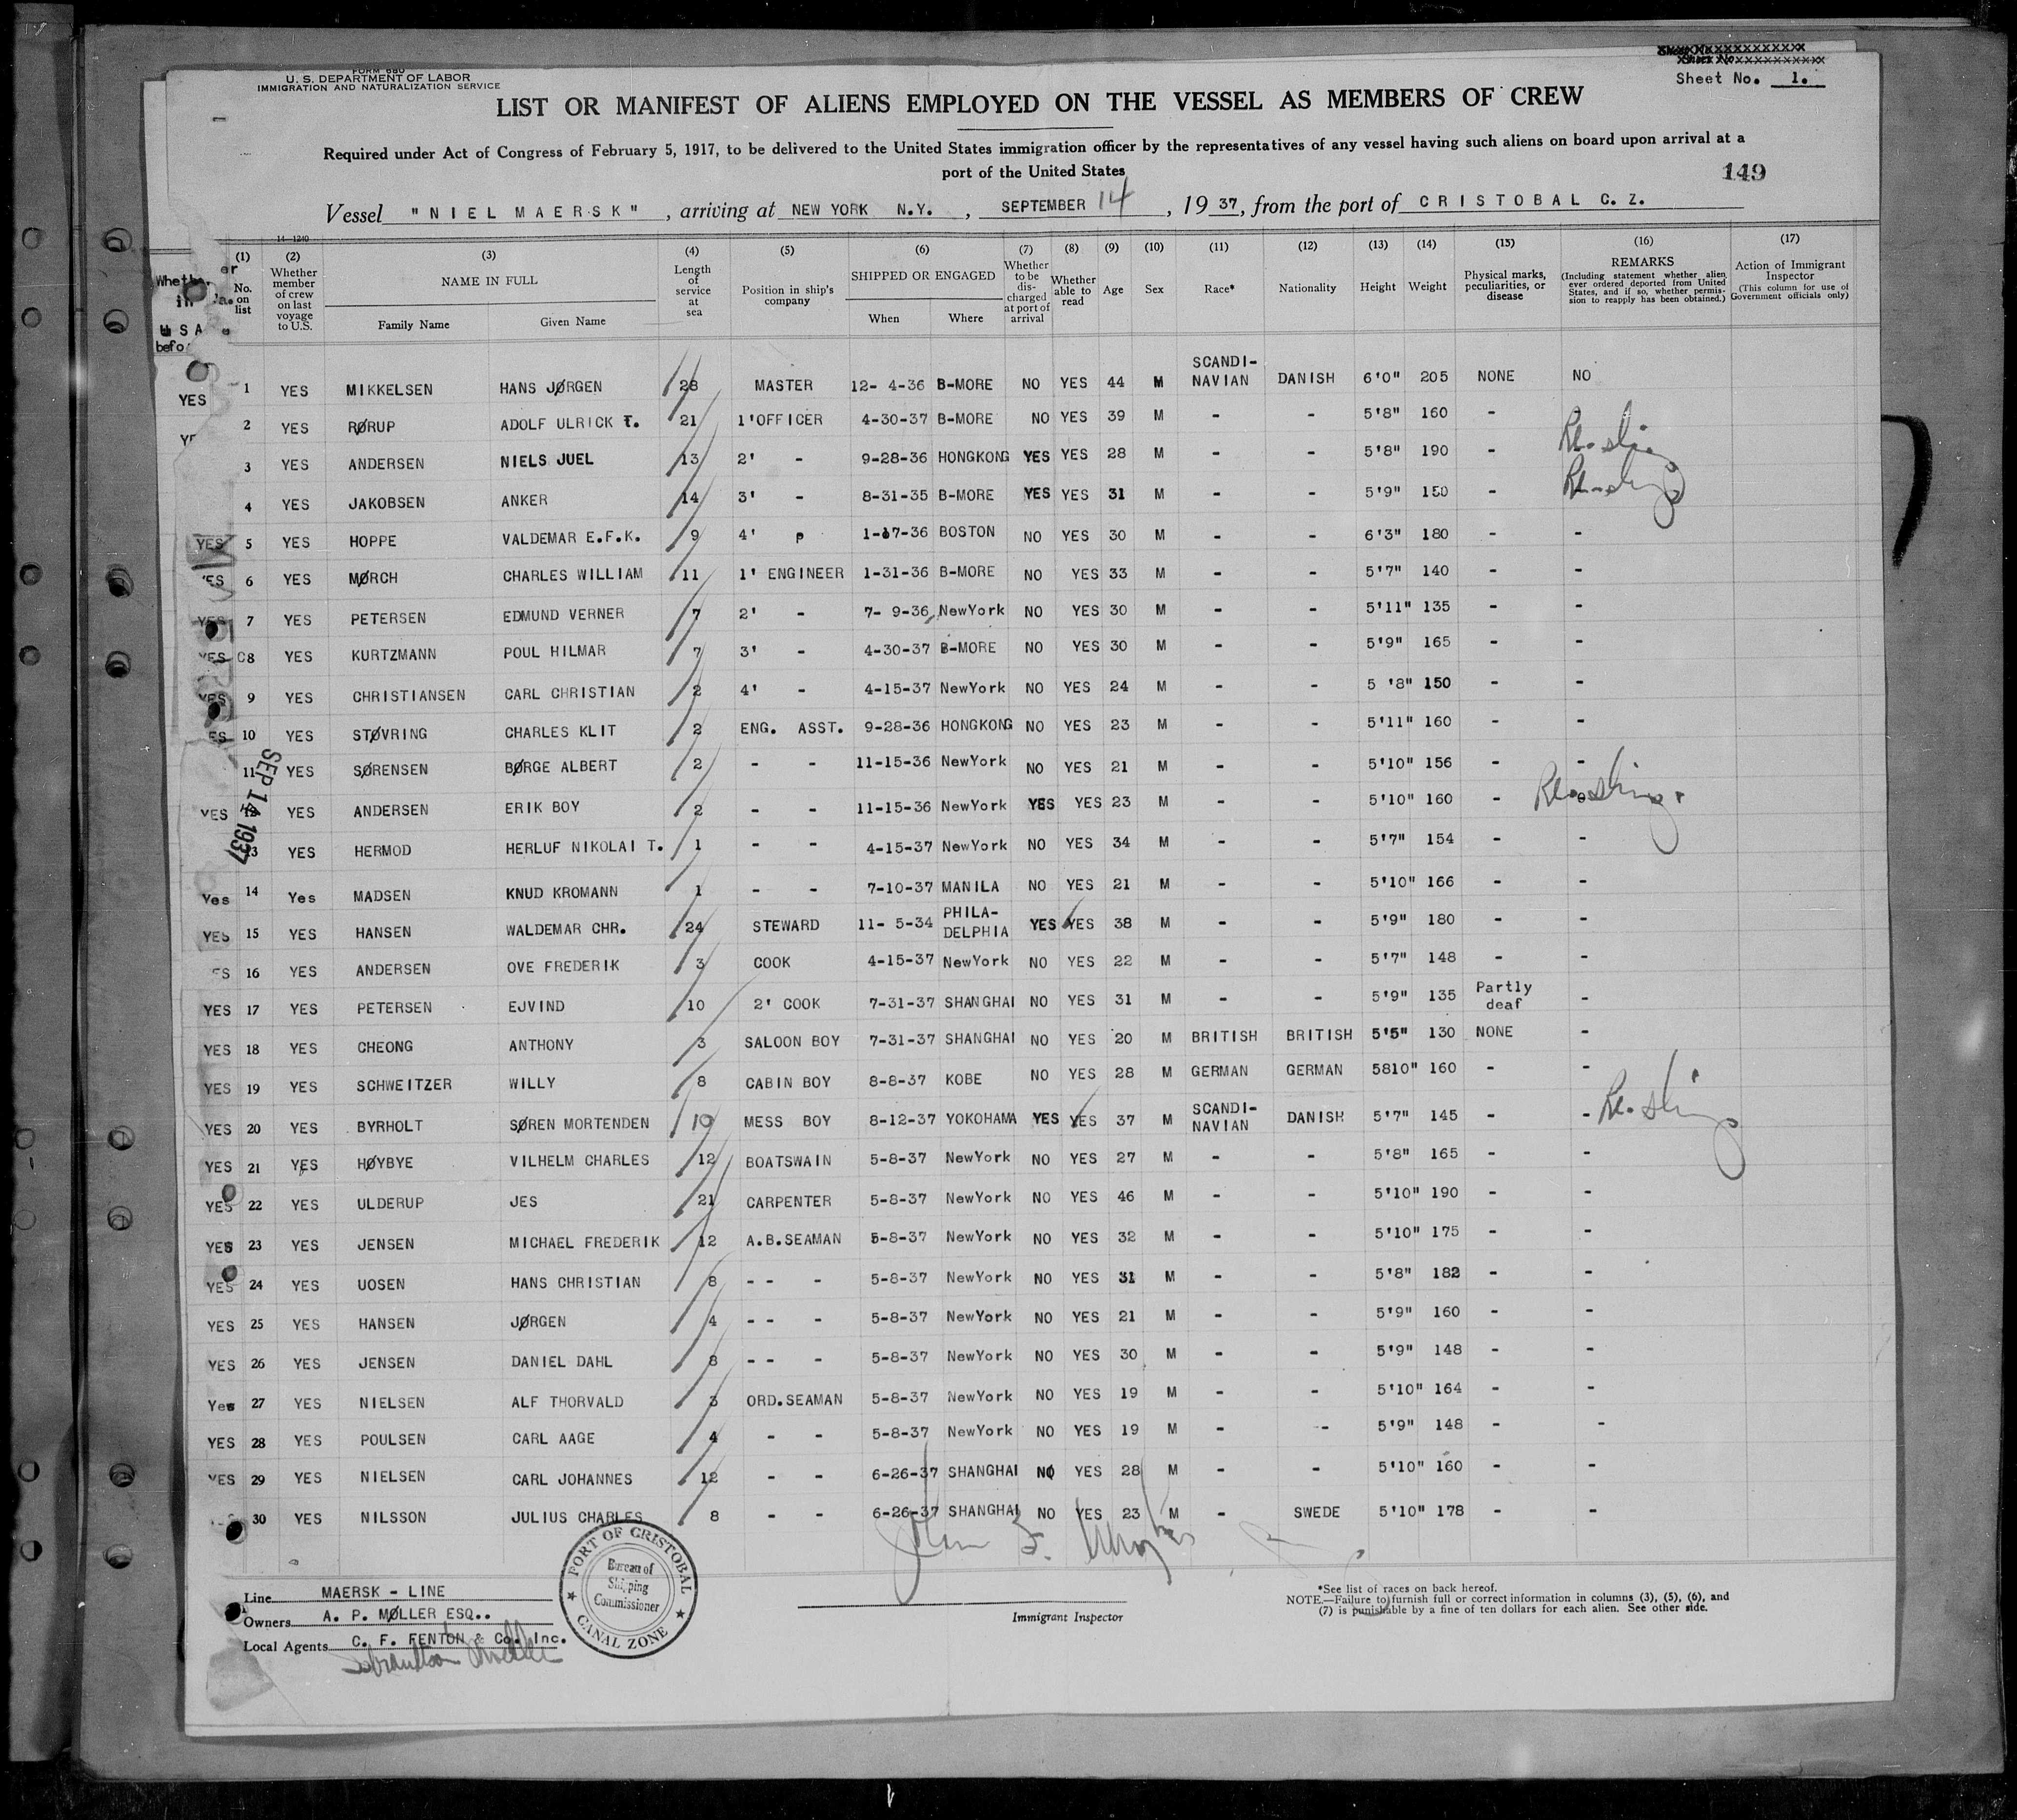 Sheet No. 1.
FORM 680
U. S. DEPARTMENT OF LABOR
IMMIGRATION AND NATURALIZATION SERVICE
LIST OR MANIFEST OF ALIENS EMPLOYED ON THE VESSEL AS MEMBERS OF CREW
Required under Act of Congress of February 5, 1917, to be delivered to the United States immigration officer by the representatives of any vessel having such aliens on board upon arrival at a
port of the United States
149
Vessel "NIEL MAERSK", arriving at NEW YORK N.Y., SEPTEMBER 14, 19 37, from the port of CRISTOBAL C. Z.
14-1240
(1) (2) (3) (4) (5) (6) (7) (8) (9) (10) (11) (12) (13) (14) (15) (16) (17)
No. on list
Whether member of crew on last voyage to U.S.
NAME IN FULL
Family Name Given Name
Length of service at sea
Position in ship's company
SHIPPED OR ENGAGED
When Where
Whether to be discharged at port of arrival
Whether able to read
Age
Sex
Race*
Nationality
Height
Weight
Physical marks, peculiarities, or disease
REMARKS
(Including statement whether alien ever ordered deported from United States, and if so, whether permission to reapply has been obtained.)
Action of Immigrant Inspector
(This column for use of Government officials only)
YES 1 YES MIKKELSEN HANS JØRGEN 28 MASTER 12- 4-36 B-MORE NO YES 44 M SCANDI-NAVIAN DANISH 6'0" 205 NONE NO
2 YES RØRUP ADOLF ULRICK T. 21 1'OFFICER 4-30-37 B-MORE NO YES 39 M - - 5'8" 160 -
3 YES ANDERSEN NIELS JUEL 13 2' - 9-28-36 HONGKONG YES YES 28 M - - 5'8" 190 -
4 YES JAKOBSEN ANKER 14 3' - 8-31-35 B-MORE YES YES 31 M - - 5'9" 150 -
YES 5 YES HOPPE VALDEMAR E.F.K. 9 4' p 1-17-36 BOSTON NO YES 30 M - - 6'3" 180 - -
YES 6 YES MØRCH CHARLES WILLIAM 11 1' ENGINEER 1-31-36 B-MORE NO YES 33 M - - 5'7" 140 - -
YES 7 YES PETERSEN EDMUND VERNER 7 2' - 7- 9-36 NewYork NO YES 30 M - - 5'11" 135 - -
YES 8 YES KURTZMANN POUL HILMAR 7 3' - 4-30-37 B-MORE NO YES 30 M - - 5'9" 165 - -
YES 9 YES CHRISTIANSEN CARL CHRISTIAN 2 4' - 4-15-37 NewYork NO YES 24 M - - 5 '8" 150 - -
10 YES STØVRING CHARLES KLIT 2 ENG. ASST. 9-28-36 HONGKONG NO YES 23 M - - 5'11" 160 - -
11 YES SØRENSEN BØRGE ALBERT 2 - - 11-15-36 NewYork NO YES 21 M - - 5'10" 156 - -
YES 12 YES ANDERSEN ERIK BOY 2 - - 11-15-36 NewYork YES YES 23 M - - 5'10" 160 -
13 YES HERMOD HERLUF NIKOLAI T. 1 - - 4-15-37 NewYork NO YES 34 M - - 5'7" 154 - -
Yes 14 Yes MADSEN KNUD KROMANN 1 - - 7-10-37 MANILA NO YES 21 M - - 5'10" 166 - -
YES 15 YES HANSEN WALDEMAR CHR. 24 STEWARD 11- 5-34 PHILA-DELPHIA YES YES 38 M - - 5'9" 180 - -
16 YES ANDERSEN OVE FREDERIK 3 COOK 4-15-37 NewYork NO YES 22 M - - 5'7" 148 - -
YES 17 YES PETERSEN EJVIND 10 2' COOK 7-31-37 SHANGHAI NO YES 31 M - - 5'9" 135 Partly deaf -
YES 18 YES CHEONG ANTHONY 3 SALOON BOY 7-31-37 SHANGHAI NO YES 20 M BRITISH BRITISH 5'5" 130 NONE -
YES 19 YES SCHWEITZER WILLY 8 CABIN BOY 8-8-37 KOBE NO YES 28 M GERMAN GERMAN 5810" 160 - -
YES 20 YES BYRHOLT SØREN MORTENDEN 10 MESS BOY 8-12-37 YOKOHAMA YES YES 37 M SCANDI-NAVIAN DANISH 5'7" 145 - -
YES 21 YES HØYBYE VILHELM CHARLES 12 BOATSWAIN 5-8-37 NewYork NO YES 27 M - - 5'8" 165 - -
YES 22 YES ULDERUP JES 21 CARPENTER 5-8-37 NewYork NO YES 46 M - - 5'10" 190 - -
YES 23 YES JENSEN MICHAEL FREDERIK 12 A.B.SEAMAN 5-8-37 NewYork NO YES 32 M - - 5'10" 175 - -
YES 24 YES UOSEN HANS CHRISTIAN 8 - - - 5-8-37 NewYork NO YES 31 M - - 5'8" 182 - -
YES 25 YES HANSEN JØRGEN 4 - - - 5-8-37 NewYork NO YES 21 M - - 5'9" 160 - -
YES 26 YES JENSEN DANIEL DAHL 8 - - - 5-8-37 NewYork NO YES 30 M - - 5'9" 148 - -
Yes 27 YES NIELSEN ALF THORVALD 3 ORD.SEAMAN 5-8-37 NewYork NO YES 19 M - - 5'10" 164 - -
YES 28 YES POULSEN CARL AAGE 4 - - 5-8-37 NewYork NO YES 19 M - -- 5'9" 148 - -
YES 29 YES NIELSEN CARL JOHANNES 12 - - 6-26-37 SHANGHAI NO YES 28 M - - 5'10" 160 - -
30 YES NILSSON JULIUS CHARLES 8 - - 6-26-37 SHANGHAI NO YES 23 M - SWEDE 5'10" 178 - -
SEP 14 1937
PORT OF CRISTOBAL
Bureau of
Shipping
Commissioner
CANAL ZONE
Line MAERSK - LINE
Owners A. P. MØLLER ESQ..
Local Agents C. F. FENTON & Co. Inc.
Immigrant Inspector
*See list of races on back hereof.
NOTE.—Failure to furnish full or correct information in columns (3), (5), (6), and
(7) is punishable by a fine of ten dollars for each alien. See other side.